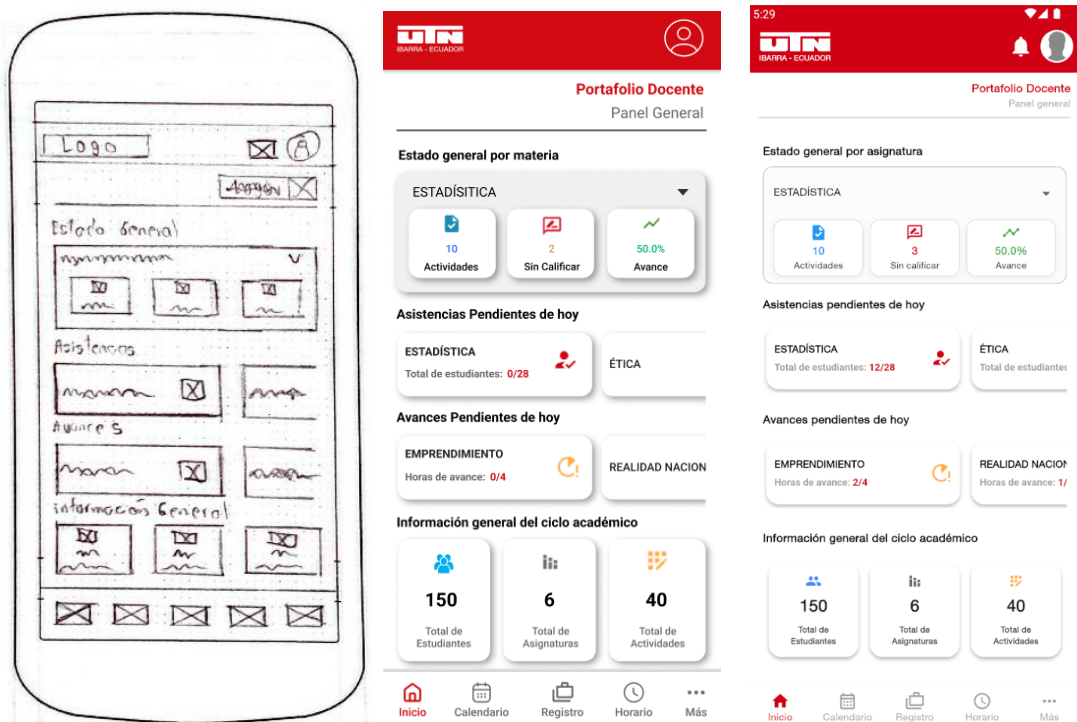 Logo
Estado General
Asistencias
Avances
Información General
UTN
IBARRA - ECUADOR
Portafolio Docente
Panel General
Estado general por materia
ESTADÍSITICA
10 2 50.0%
Actividades Sin Calificar Avance
Asistencias Pendientes de hoy
ESTADÍSTICA
ÉTICA
Total de estudiantes: 0/28
Avances Pendientes de hoy
EMPRENDIMIENTO
REALIDAD NACION
Horas de avance: 0/4
Información general del ciclo académico
150 6 40
Total de Total de Total de
Estudiantes Asignaturas Actividades
Inicio Calendario Registro Horario Más
5:29
UTN
IBARRA - ECUADOR
Portafolio Docente
Panel general
Estado general por asignatura
ESTADÍSTICA
10 3 50.0%
Actividades Sin calificar Avance
Asistencias pendientes de hoy
ESTADÍSTICA ÉTICA
Total de estudiantes: 12/28 Total de estudiantes
Avances pendientes de hoy
EMPRENDIMIENTO REALIDAD NACION
Horas de avance: 2/4 Horas de avance: 1/
Información general del ciclo académico
150 6 40
Total de Total de Total de
Estudiantes Asignaturas Actividades
Inicio Calendario Registro Horario Más